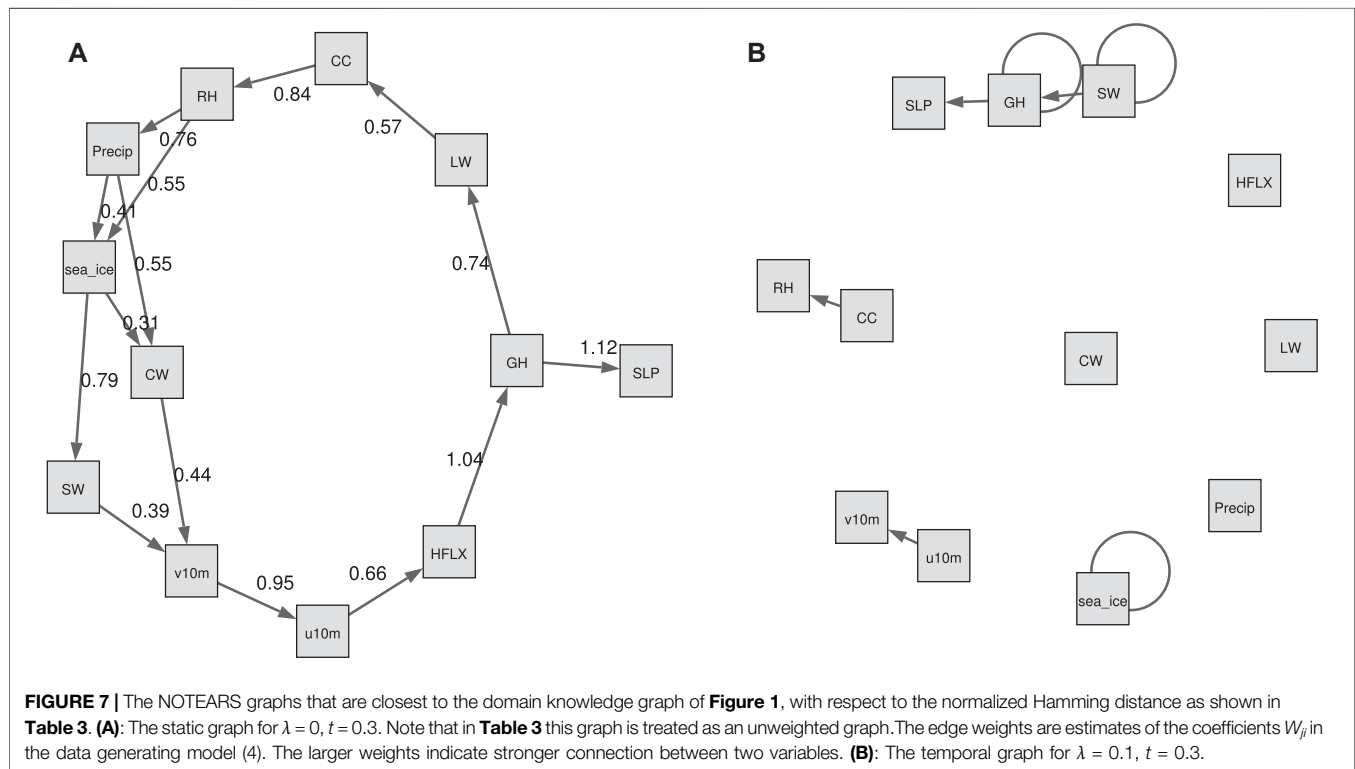 A
CC
RH
0.84
0.57
0.76
Precip
LW
0.55
0.41
sea_ice
0.55
0.74
0.31
CW
GH
1.12
SLP
0.79
0.44
1.04
SW
0.39
HFLX
v10m
0.95
0.66
u10m
B
SLP
GH
SW
HFLX
RH
CC
CW
LW
v10m
u10m
Precip
sea_ice
FIGURE 7 | The NOTEARS graphs that are closest to the domain knowledge graph of Figure 1, with respect to the normalized Hamming distance as shown in
Table 3. (A): The static graph for λ = 0, t = 0.3. Note that in Table 3 this graph is treated as an unweighted graph.The edge weights are estimates of the coefficients Wji in
the data generating model (4). The larger weights indicate stronger connection between two variables. (B): The temporal graph for λ = 0.1, t = 0.3.